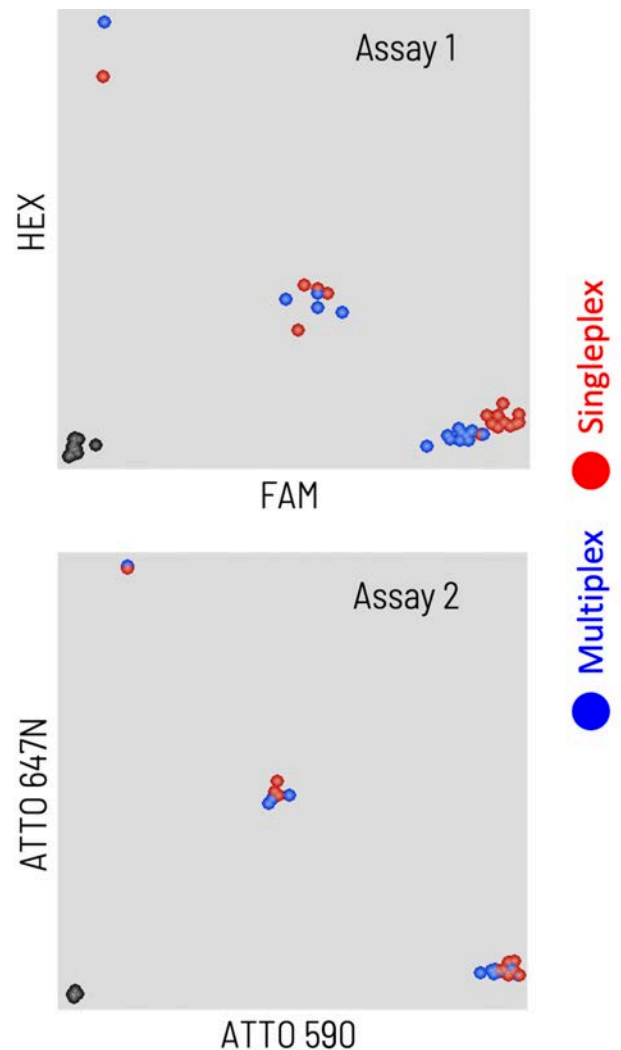 Assay 1
HEX
FAM
Assay 2
ATTO 647N
ATTO 590
Multiplex
Singleplex